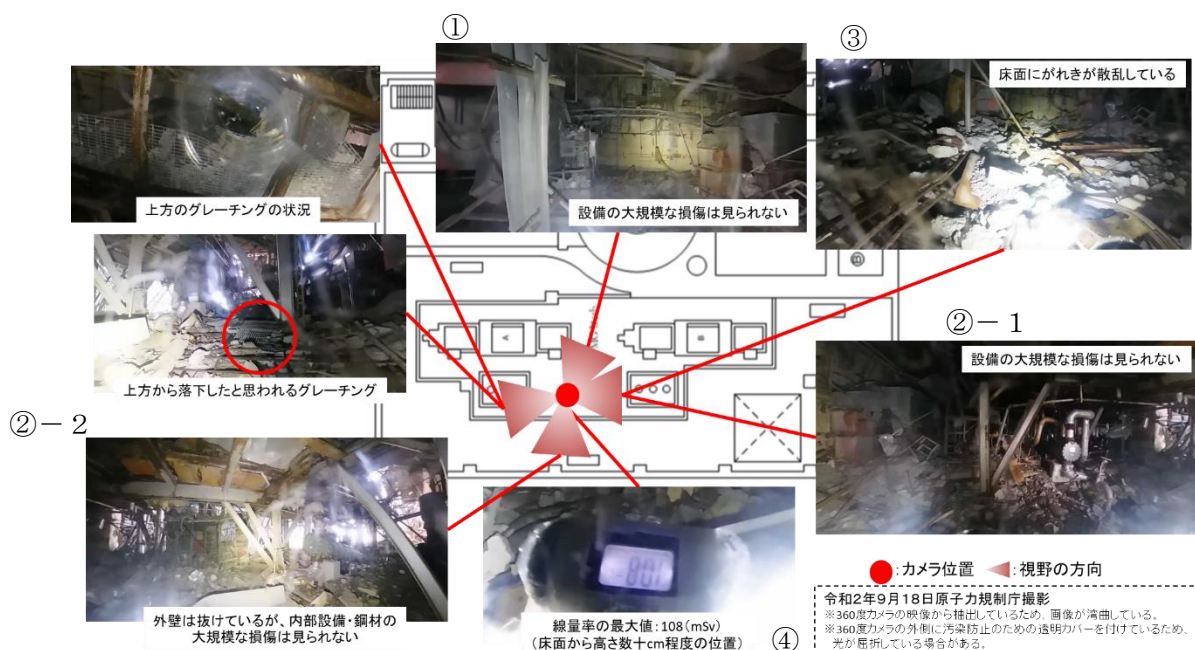 ①
③
床面にがれきが散乱している
上方のグレーチングの状況
設備の大規模な損傷は見られない
上方から落下したと思われるグレーチング
②－１
設備の大規模な損傷は見られない
②－２
外壁は抜けているが、内部設備・鋼材の
大規模な損傷は見られない
108
線量率の最大値：108(mSv)
(床面から高さ数十cm程度の位置)
④
:カメラ位置 :視野の方向
令和2年9月18日原子力規制庁撮影
※360度カメラの映像から抽出しているため、画像が湾曲している。
※360度カメラの外側に汚染防止のための透明カバーを付けているため、
光が屈折している場合がある。